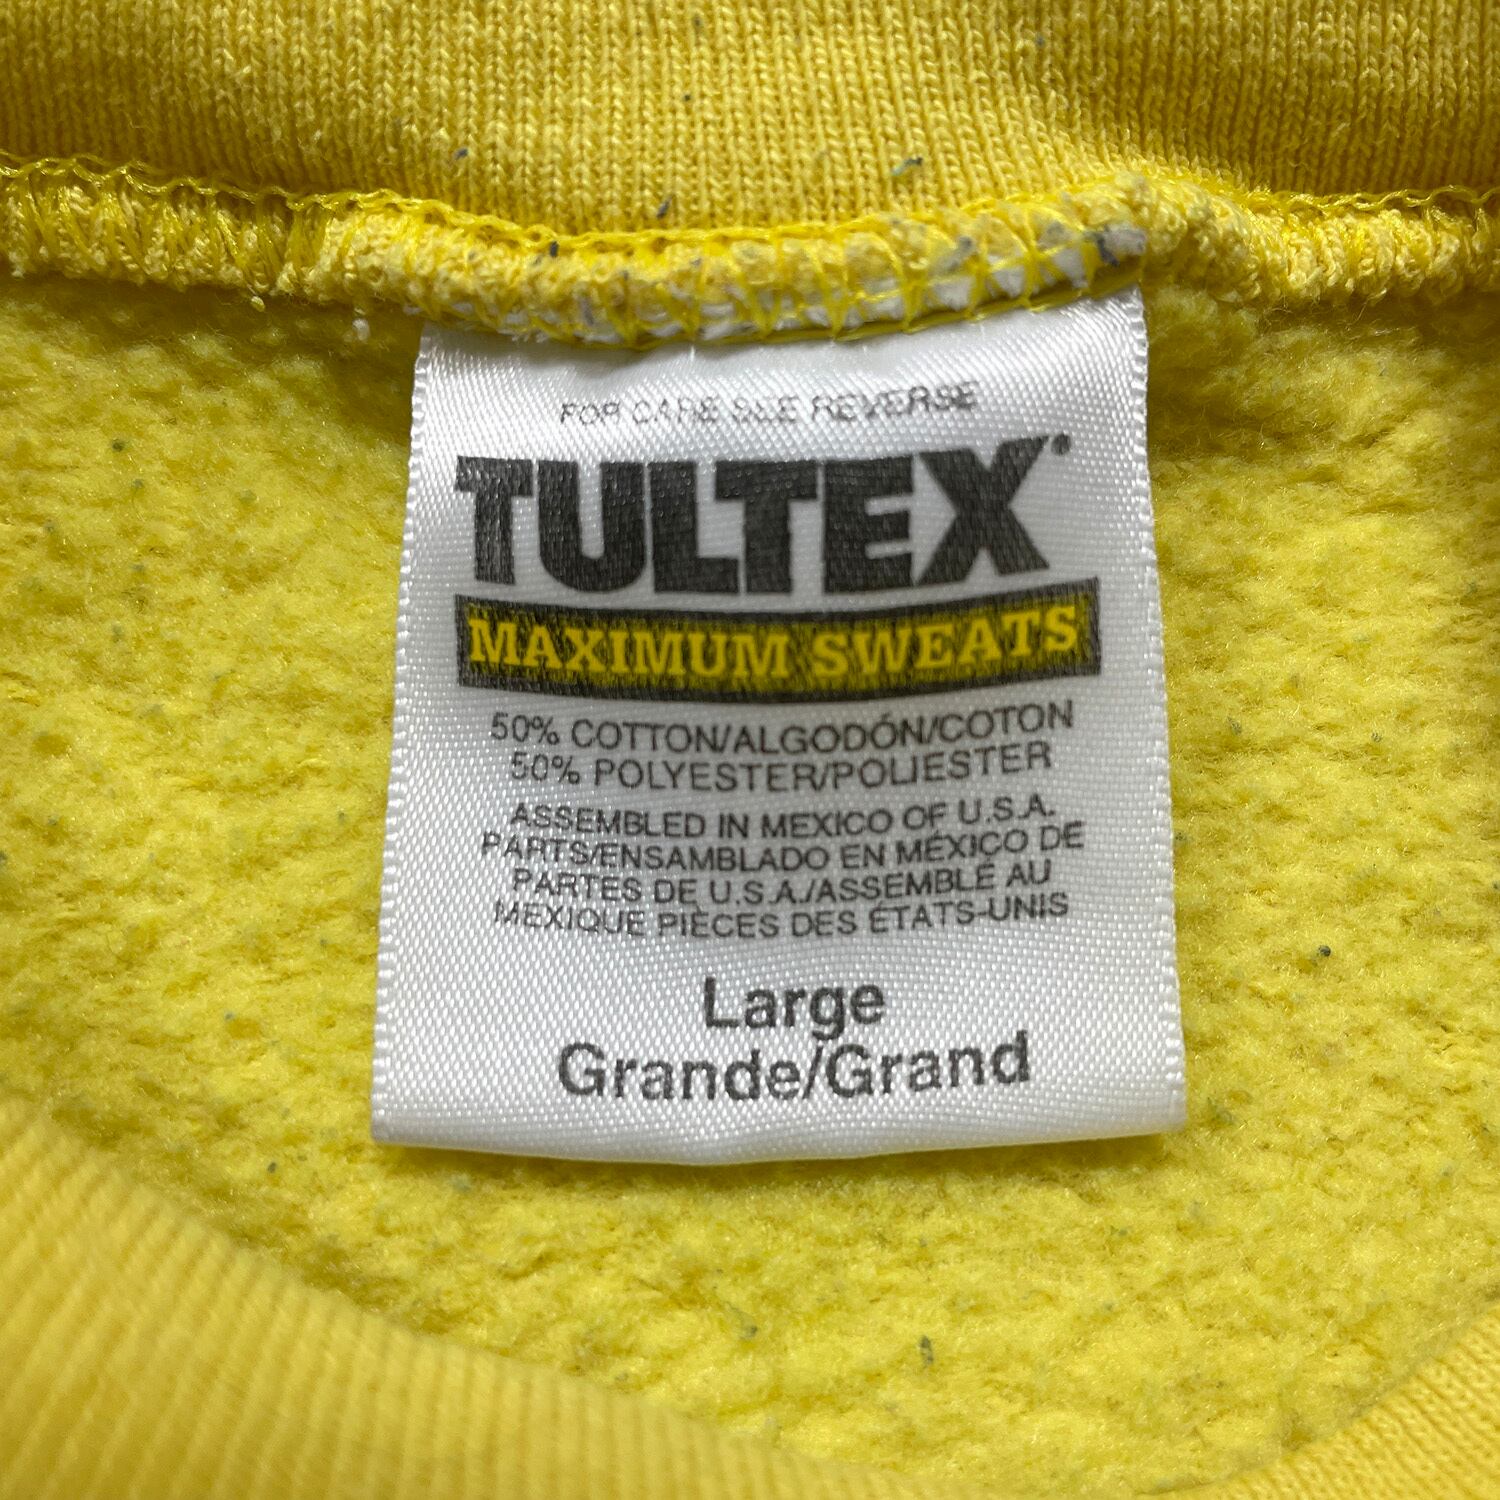 FOR CARE SEE REVERSE
TULTEX
MAXIMUM SWEATS
50% COTTON/ALGODÓN/COTON
50% POLYESTER/POLIESTER
ASSEMBLED IN MEXICO OF U.S.A.
PARTS/ENSAMBLADO EN MÉXICO DE
PARTES DE U.S.A./ASSEMBLÉ AU
MEXIQUE PIÈCES DES ÉTATS-UNIS
Large
Grande/Grand